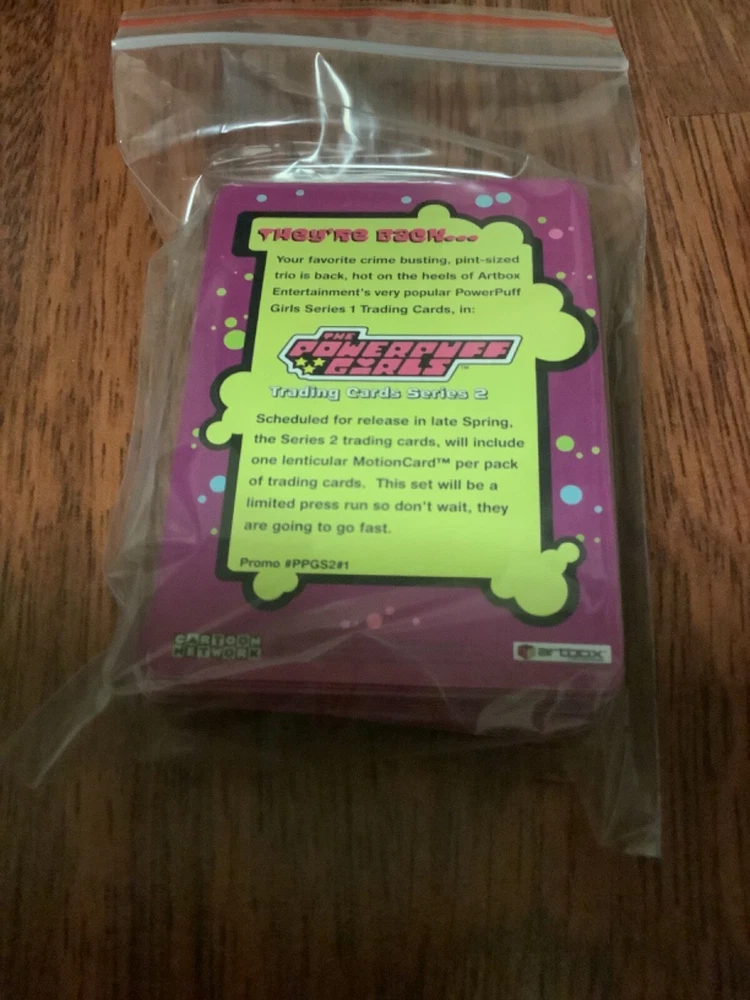 They're Back...
Your favorite crime busting, pint-sized
trio is back, hot on the heels of Artbox
Entertainment's very popular PowerPuff
Girls Series 1 Trading Cards, in:
THE
POWERPUFF
GIRLS™
Trading Cards Series 2
Scheduled for release in late Spring,
the Series 2 trading cards, will include
one lenticular MotionCard™ per pack
of trading cards. This set will be a
limited press run so don't wait, they
are going to go fast.
Promo #PPGS2#1
CARTOON
NETWORK
artbox